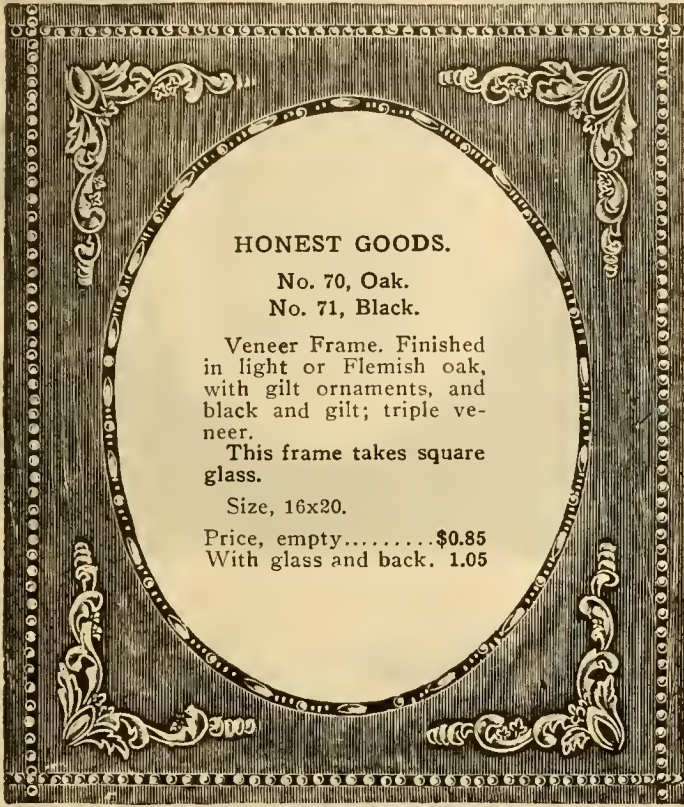 HONEST GOODS.
No. 70, Oak.
No. 71, Black.
Veneer Frame. Finished
in light or Flemish oak,
with gilt ornaments, and
black and gilt; triple ve-
neer.
This frame takes square
glass.
Size, 16x20.
Price, empty.........$0.85
With glass and back. 1.05